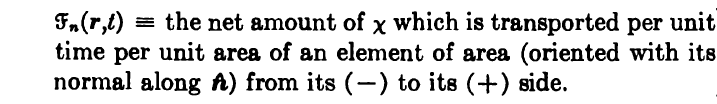 ℱₙ(r,t) ≡ the net amount of χ which is transported per unit
time per unit area of an element of area (oriented with its
normal along n̂) from its (−) to its (+) side.